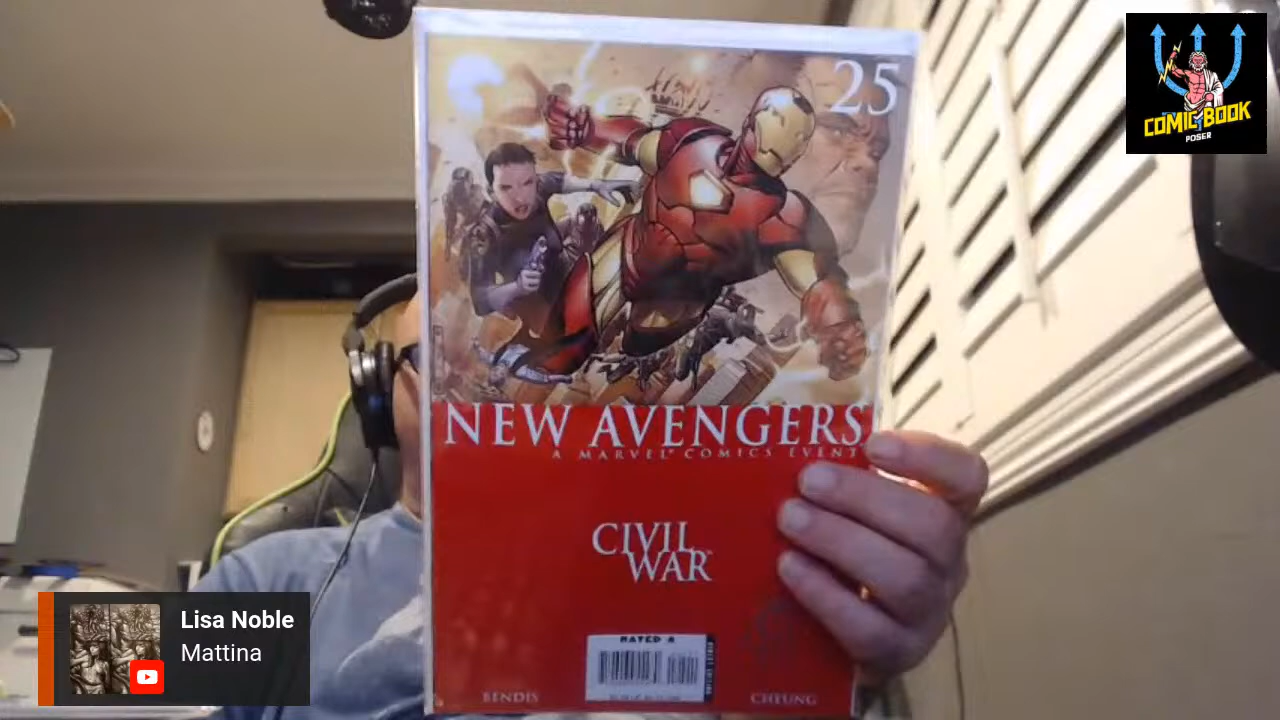 25
COMIC BOOK
POSER
NEW AVENGERS
A MARVEL COMICS EVENT
CIVIL
WAR
RATED A
BENDIS
CHEUNG
Lisa Noble
Mattina